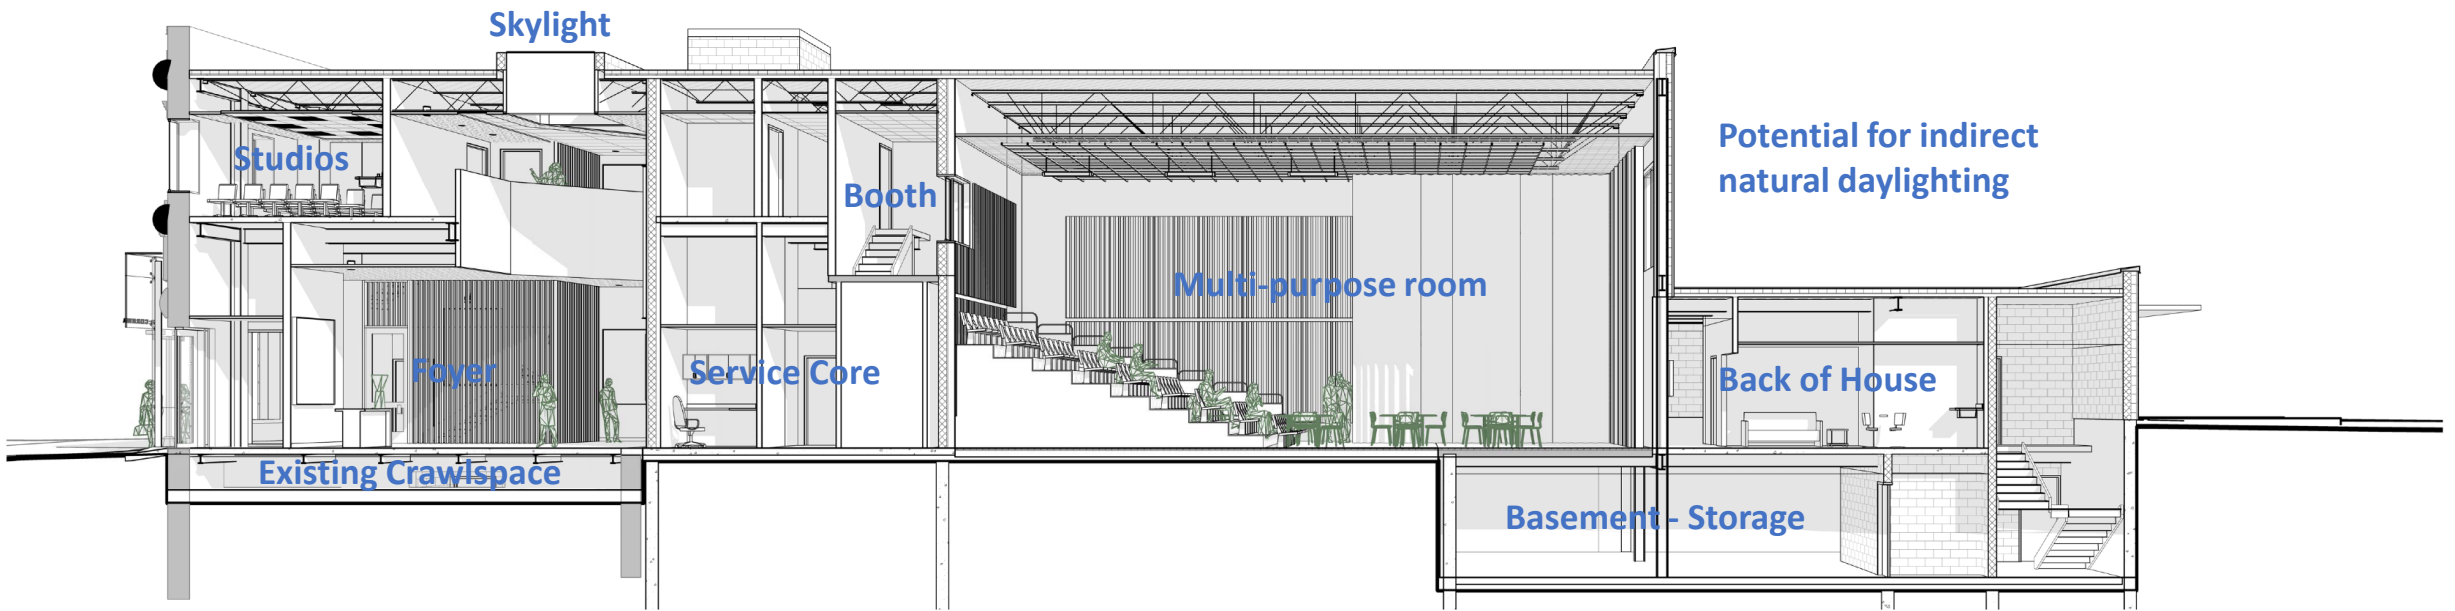 Skylight
Studios
Booth
Potential for indirect
natural daylighting
Multi-purpose room
Foyer
Service Core
Back of House
Existing Crawlspace
Basement - Storage